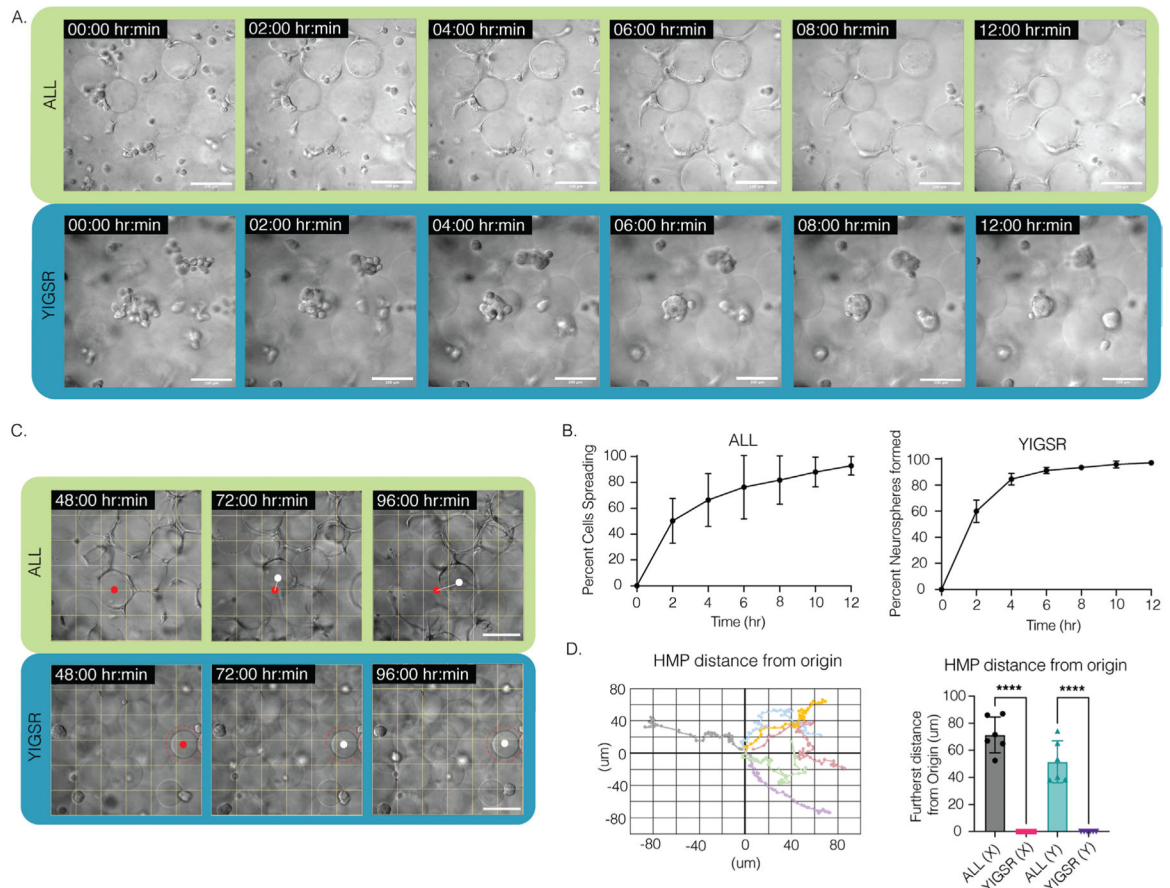 A.
ALL
00:00 hr:min
02:00 hr:min
04:00 hr:min
06:00 hr:min
08:00 hr:min
12:00 hr:min
YIGSR
00:00 hr:min
02:00 hr:min
04:00 hr:min
06:00 hr:min
08:00 hr:min
12:00 hr:min
C.
ALL
48:00 hr:min
72:00 hr:min
96:00 hr:min
YIGSR
48:00 hr:min
72:00 hr:min
96:00 hr:min
B.
ALL
Percent Cells Spreading
100
80
60
40
20
0
0 2 4 6 8 10 12
Time (hr)
YIGSR
Percent Neurospheres formed
100
80
60
40
20
0
0 2 4 6 8 10 12
Time (hr)
D.
HMP distance from origin
(um)
80
40
0
-40
-80
-80 -40 0 40 80
(um)
HMP distance from origin
Furtherst distance
from Origin (um)
100
80
60
40
20
0
****
****
ALL (X)
YIGSR (X)
ALL (Y)
YIGSR (Y)